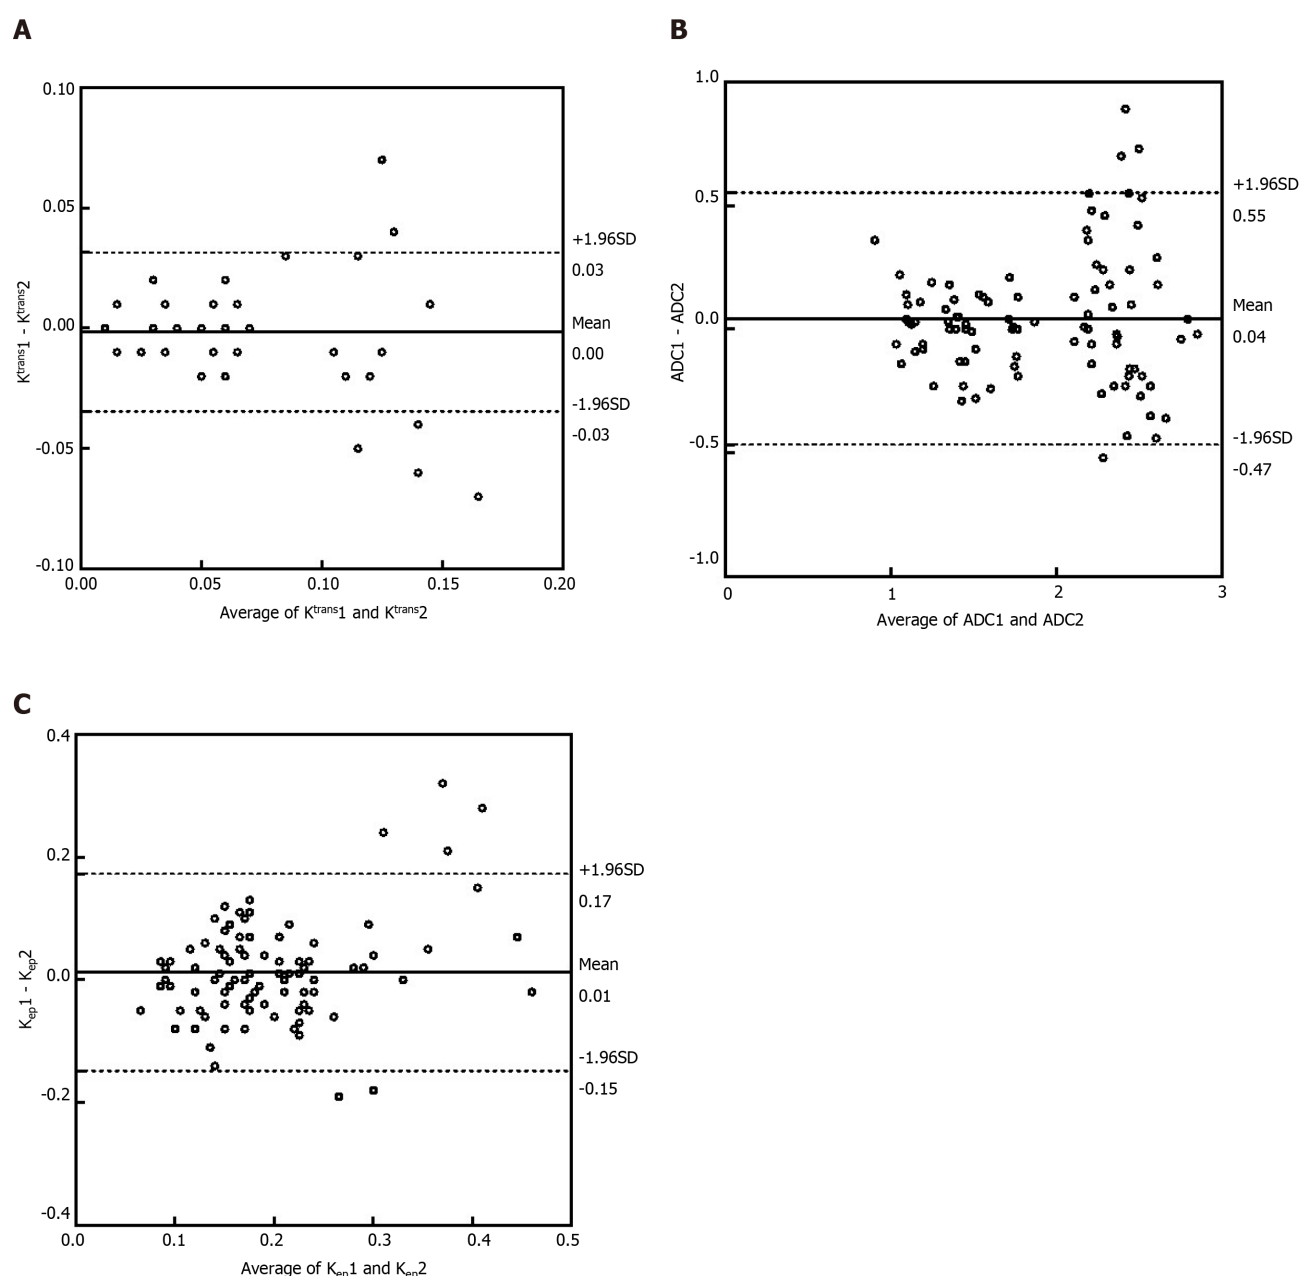 A
0.10
0.05
0.00
-0.05
-0.10
Ktrans1 - Ktrans2
+1.96SD
0.03
Mean
0.00
-1.96SD
-0.03
0.00 0.05 0.10 0.15 0.20
Average of Ktrans1 and Ktrans2
B
1.0
0.5
0.0
-0.5
-1.0
ADC1 - ADC2
+1.96SD
0.55
Mean
0.04
-1.96SD
-0.47
0 1 2 3
Average of ADC1 and ADC2
C
0.4
0.2
0.0
-0.2
-0.4
Kep1 - Kep2
+1.96SD
0.17
Mean
0.01
-1.96SD
-0.15
0.0 0.1 0.2 0.3 0.4 0.5
Average of Kep1 and Kep2